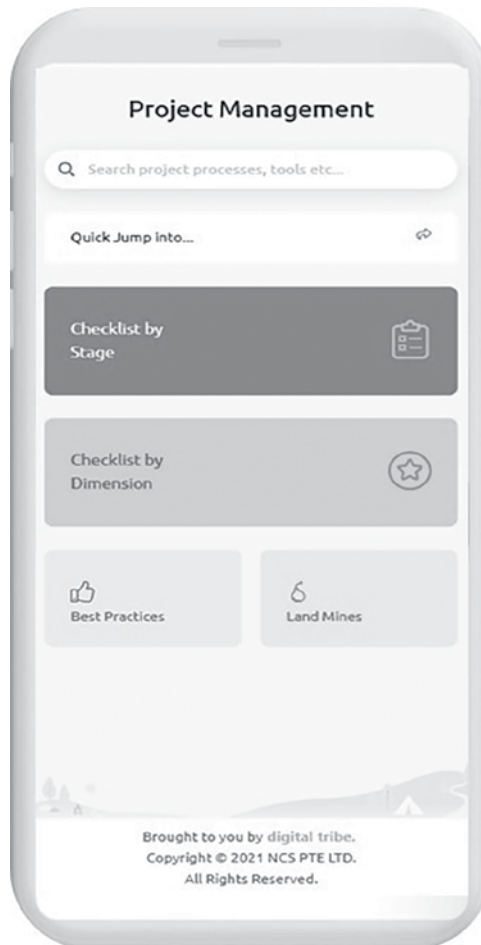 Project Management
Search project processes, tools etc...
Quick Jump into...
Checklist by
Stage
Checklist by
Dimension
Best Practices
Land Mines
Brought to you by digital tribe.
Copyright © 2021 NCS PTE LTD.
All Rights Reserved.